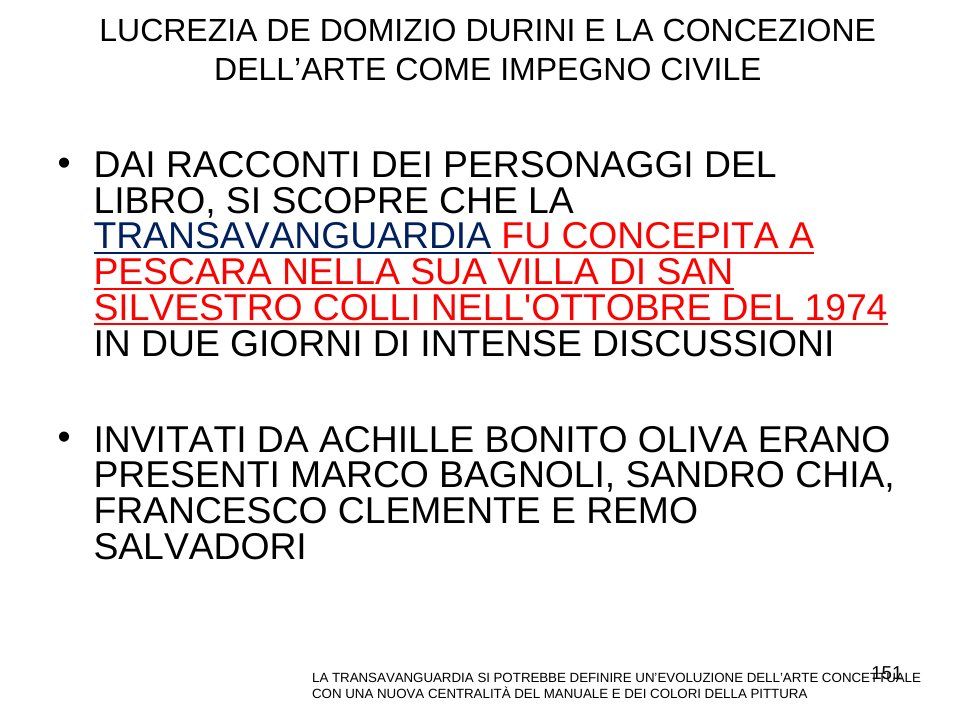 LUCREZIA DE DOMIZIO DURINI E LA CONCEZIONE
DELL’ARTE COME IMPEGNO CIVILE
• DAI RACCONTI DEI PERSONAGGI DEL
LIBRO, SI SCOPRE CHE LA
TRANSAVANGUARDIA FU CONCEPITA A
PESCARA NELLA SUA VILLA DI SAN
SILVESTRO COLLI NELL'OTTOBRE DEL 1974
IN DUE GIORNI DI INTENSE DISCUSSIONI
• INVITATI DA ACHILLE BONITO OLIVA ERANO
PRESENTI MARCO BAGNOLI, SANDRO CHIA,
FRANCESCO CLEMENTE E REMO
SALVADORI
151
LA TRANSAVANGUARDIA SI POTREBBE DEFINIRE UN’EVOLUZIONE DELL’ARTE CONCETTUALE
CON UNA NUOVA CENTRALITÀ DEL MANUALE E DEI COLORI DELLA PITTURA